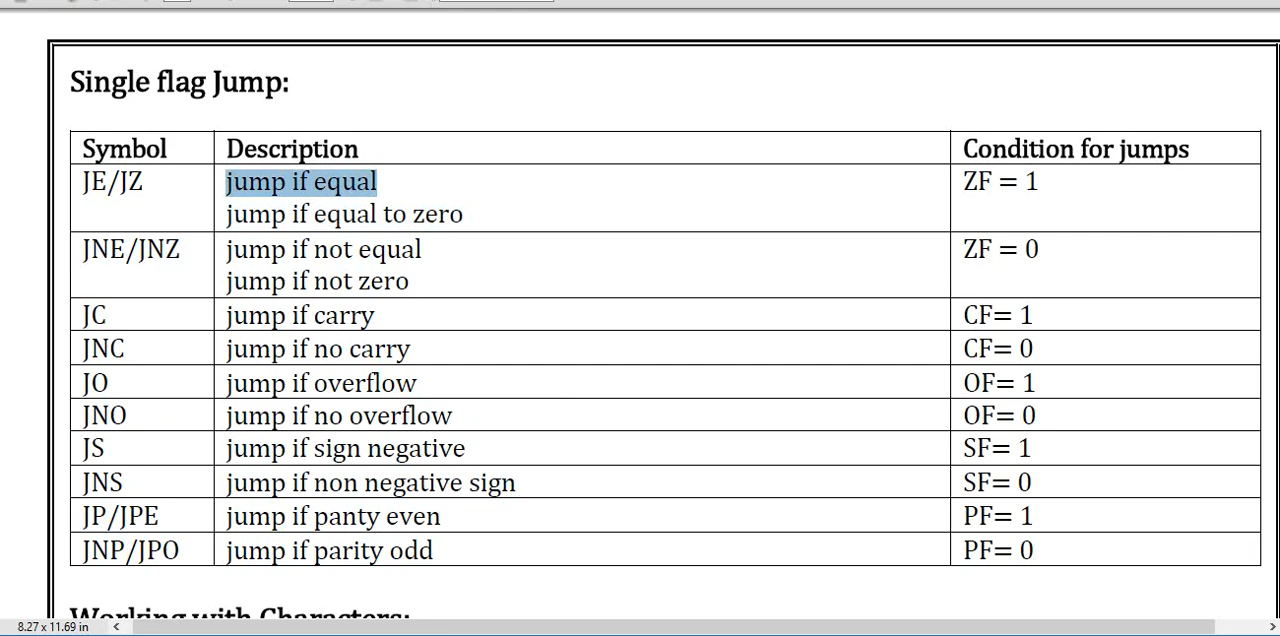 Single flag Jump:
Symbol Description Condition for jumps
JE/JZ jump if equal ZF = 1
jump if equal to zero
JNE/JNZ jump if not equal ZF = 0
jump if not zero
JC jump if carry CF= 1
JNC jump if no carry CF= 0
JO jump if overflow OF= 1
JNO jump if no overflow OF= 0
JS jump if sign negative SF= 1
JNS jump if non negative sign SF= 0
JP/JPE jump if panty even PF= 1
JNP/JPO jump if parity odd PF= 0
Working with Characters:
8.27 x 11.69 in